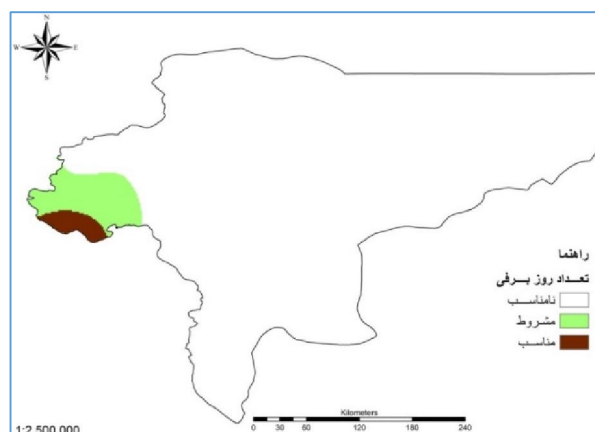 N
W E
S
راهنما
تعداد روز برفی
نامناسب
مشروط
مناسب
Kilometers
0 30 60 120 180 240
1:2,500,000